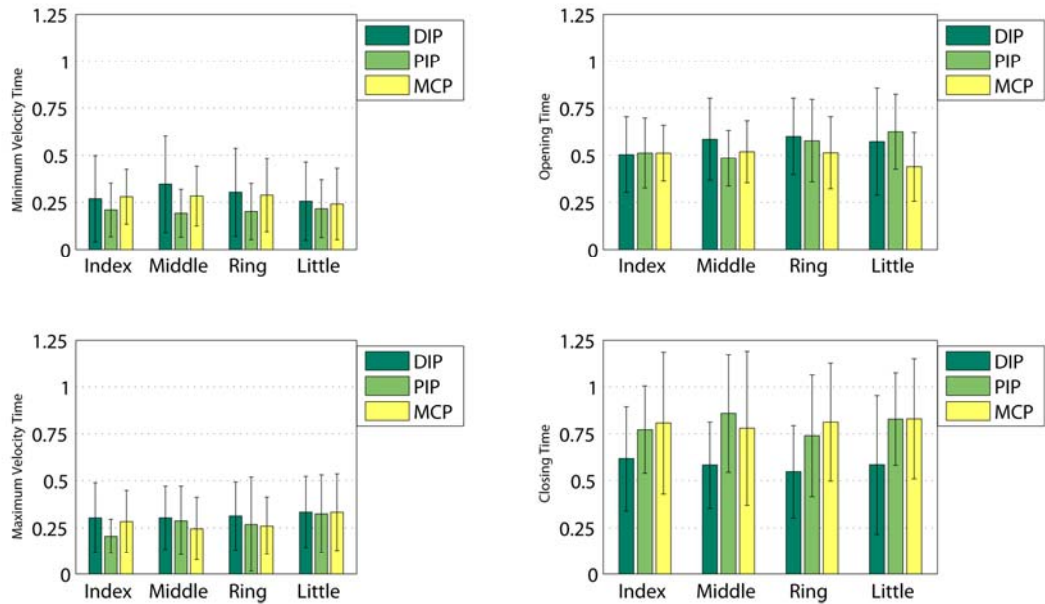 1.25
1
0.75
0.5
0.25
0
Minimum Velocity Time
Index Middle Ring Little
DIP
PIP
MCP
1.25
1
0.75
0.5
0.25
0
Opening Time
Index Middle Ring Little
DIP
PIP
MCP
1.25
1
0.75
0.5
0.25
0
Maximum Velocity Time
Index Middle Ring Little
DIP
PIP
MCP
1.25
1
0.75
0.5
0.25
0
Closing Time
Index Middle Ring Little
DIP
PIP
MCP